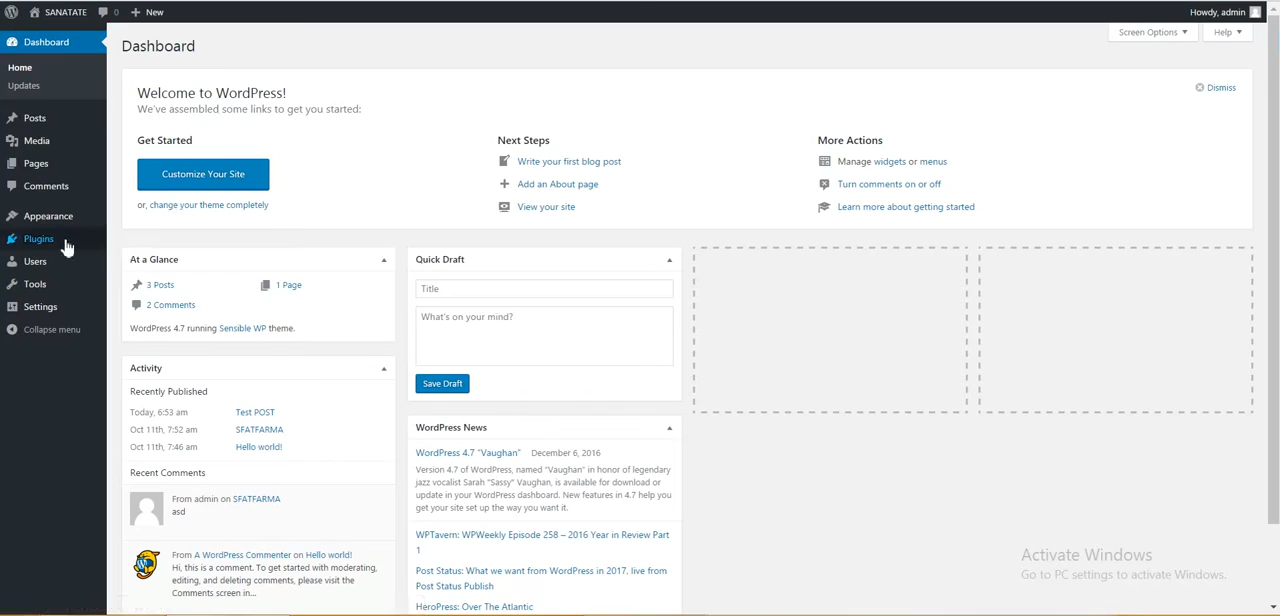 SANATATE 0 New Howdy, admin
Dashboard
Home
Updates
Posts
Media
Pages
Comments
Appearance
Plugins
Users
Tools
Settings
Collapse menu
Dashboard
Screen Options Help
Welcome to WordPress!
We've assembled some links to get you started:
Dismiss
Get Started
Customize Your Site
or, change your theme completely
Next Steps
Write your first blog post
Add an About page
View your site
More Actions
Manage widgets or menus
Turn comments on or off
Learn more about getting started
At a Glance
3 Posts 1 Page
2 Comments
WordPress 4.7 running Sensible WP theme.
Activity
Recently Published
Today, 6:53 am Test POST
Oct 11th, 7:52 am SFATFARMA
Oct 11th, 7:46 am Hello world!
Recent Comments
From admin on SFATFARMA
asd
From A WordPress Commenter on Hello world!
Hi, this is a comment. To get started with moderating,
editing, and deleting comments, please visit the
Comments screen in...
Quick Draft
Title
What's on your mind?
Save Draft
WordPress News
WordPress 4.7 "Vaughan" December 6, 2016
Version 4.7 of WordPress, named "Vaughan" in honor of legendary
jazz vocalist Sarah "Sassy" Vaughan, is available for download or
update in your WordPress dashboard. New features in 4.7 help you
get your site set up the way you want it.
WPTavern: WPWeekly Episode 258 – 2016 Year in Review Part
1
Post Status: What we want from WordPress in 2017, live from
Post Status Publish
HeroPress: Over The Atlantic
Activate Windows
Go to PC settings to activate Windows.